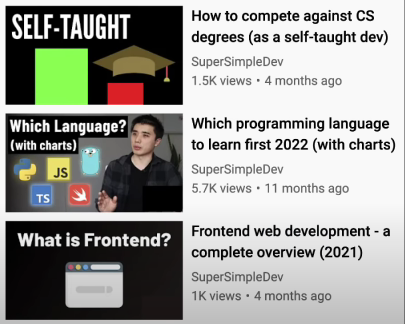 SELF-TAUGHT
How to compete against CS
degrees (as a self-taught dev)
SuperSimpleDev
1.5K views • 4 months ago
Which Language?
(with charts)
JS
TS
Which programming language
to learn first 2022 (with charts)
SuperSimpleDev
5.7K views • 11 months ago
What is Frontend?
Frontend web development - a
complete overview (2021)
SuperSimpleDev
1K views • 4 months ago